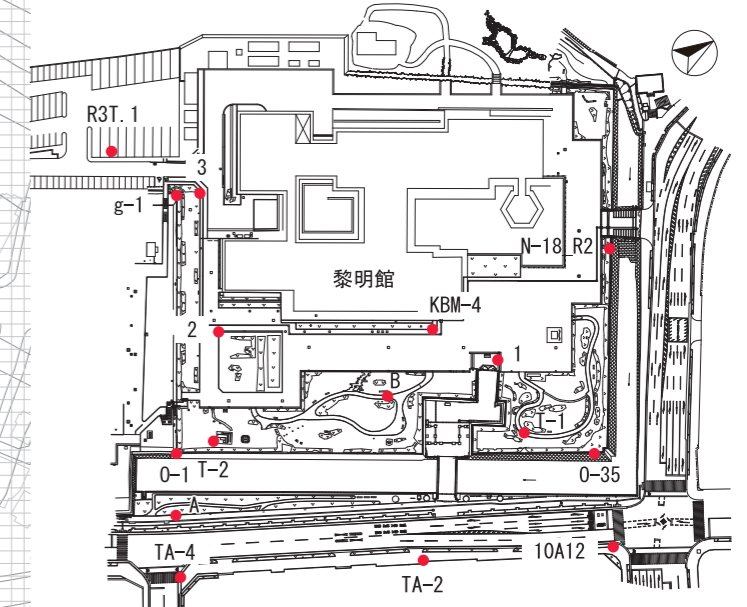 R3T.1
3
g-1
N-18 R2
黎明館
KBM-4
2
1
B
O-1
T-2
O-35
A
TA-4
10A12
TA-2